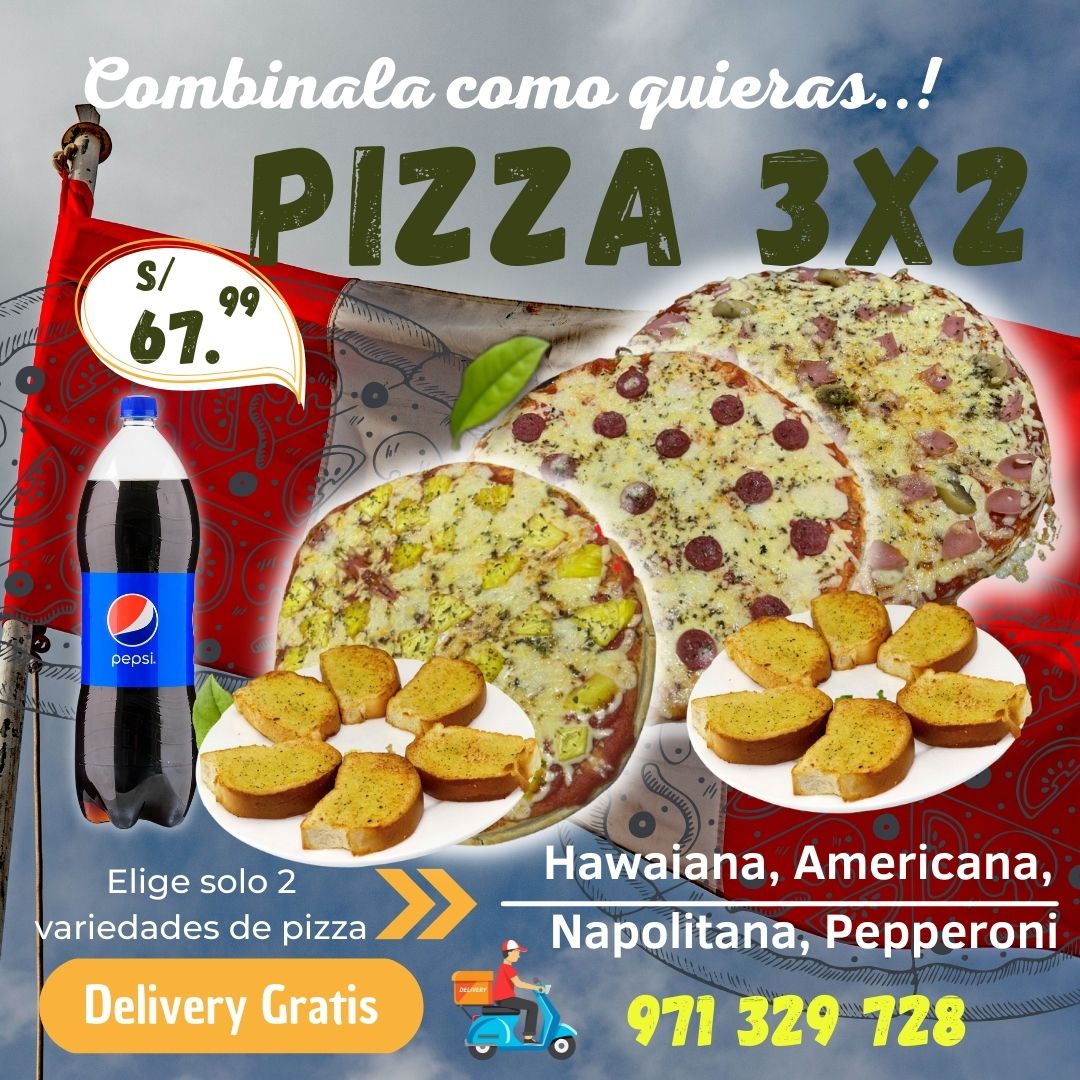 Combinala como quieras..!
PIZZA 3X2
S/
67.99
pepsi.
Elige solo 2
variedades de pizza
Hawaiana, Americana,
Napolitana, Pepperoni
Delivery Gratis
DELIVERY
971 329 728